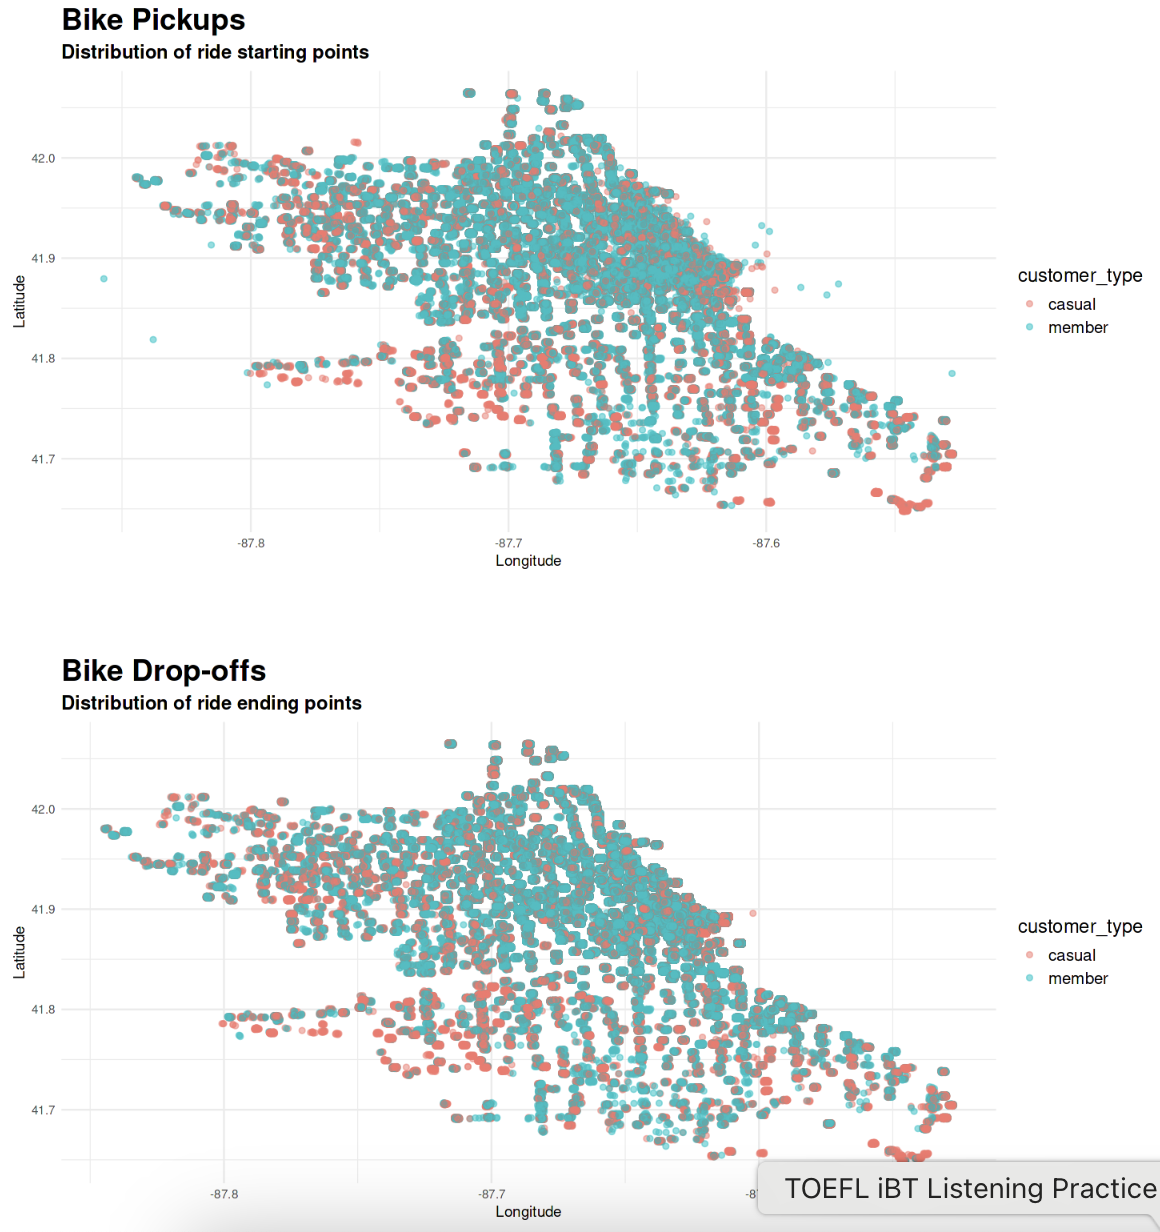 Bike Pickups
Distribution of ride starting points
42.0
41.9
41.8
41.7
Latitude
-87.8
-87.7
-87.6
Longitude
customer_type
casual
member
Bike Drop-offs
Distribution of ride ending points
42.0
41.9
41.8
41.7
Latitude
-87.8
-87.7
Longitude
customer_type
casual
member
TOEFL iBT Listening Practice